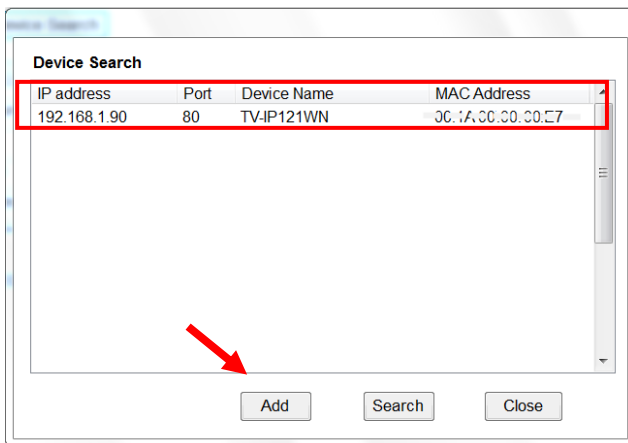 Device Search
IP address Port Device Name MAC Address
192.168.1.90 80 TV-IP121WN
Add Search Close